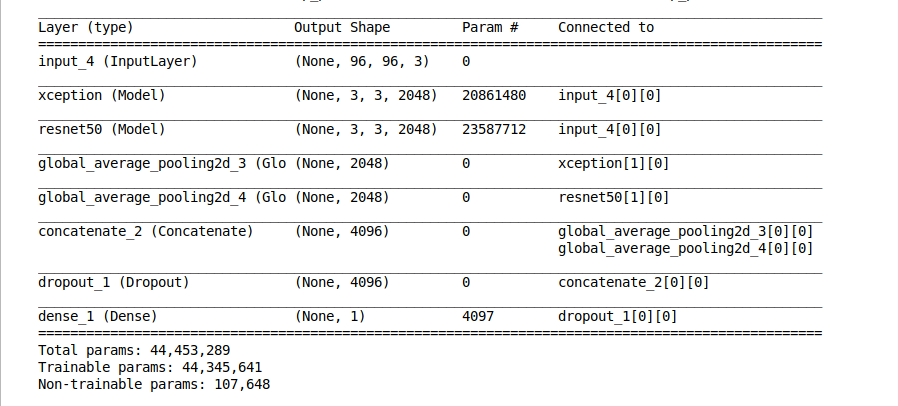 Layer (type) Output Shape Param # Connected to
================================================================================
input_4 (InputLayer) (None, 96, 96, 3) 0
xception (Model) (None, 3, 3, 2048) 20861480 input_4[0][0]
resnet50 (Model) (None, 3, 3, 2048) 23587712 input_4[0][0]
global_average_pooling2d_3 (Glo (None, 2048) 0 xception[1][0]
global_average_pooling2d_4 (Glo (None, 2048) 0 resnet50[1][0]
concatenate_2 (Concatenate) (None, 4096) 0 global_average_pooling2d_3[0][0]
global_average_pooling2d_4[0][0]
dropout_1 (Dropout) (None, 4096) 0 concatenate_2[0][0]
dense_1 (Dense) (None, 1) 4097 dropout_1[0][0]
================================================================================
Total params: 44,453,289
Trainable params: 44,345,641
Non-trainable params: 107,648